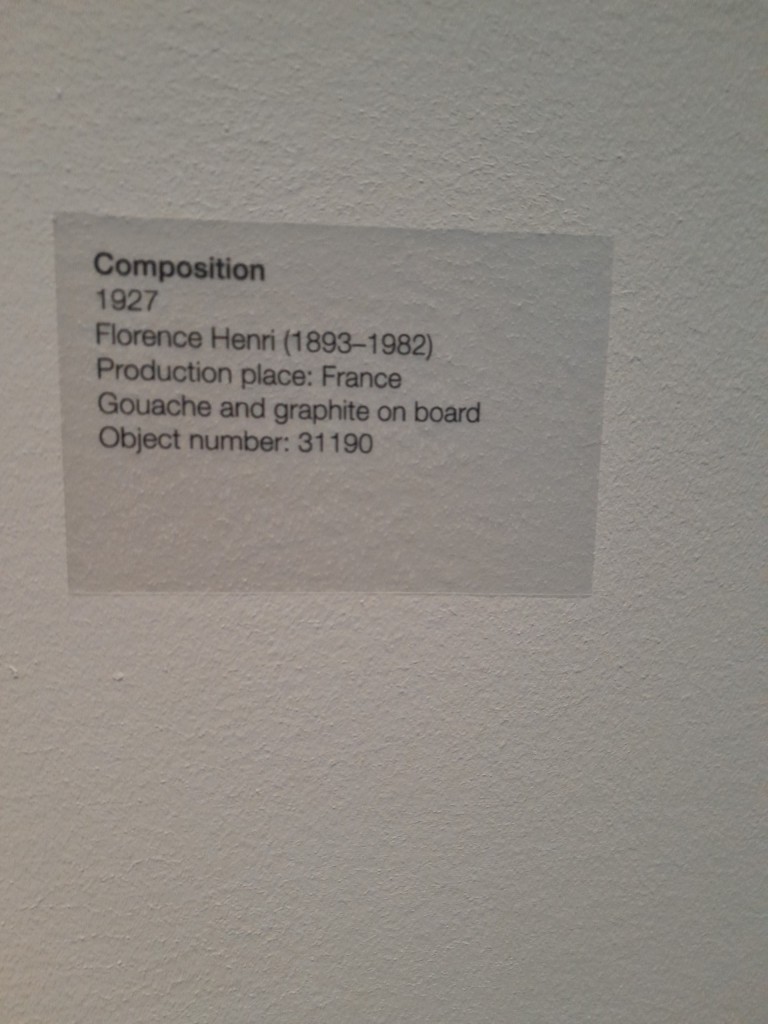 Composition
1927
Florence Henri (1893–1982)
Production place: France
Gouache and graphite on board
Object number: 31190